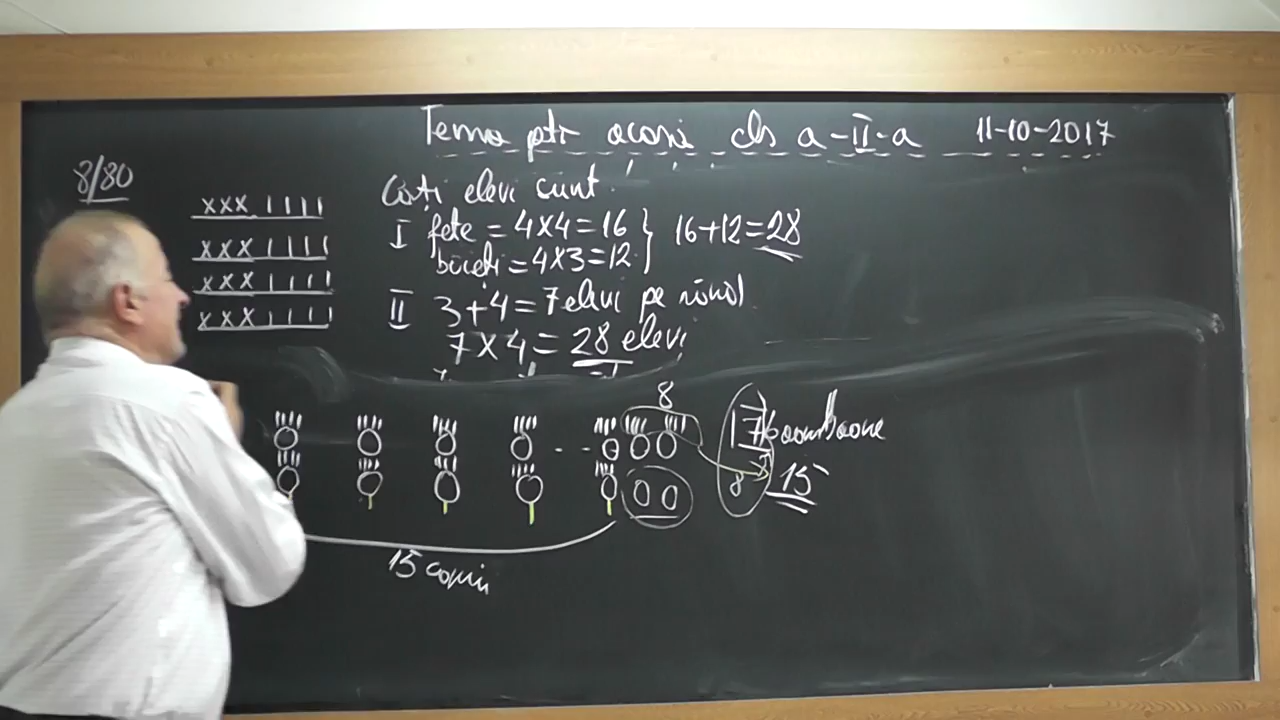 Tema ptr acasă cls a-II-a 11-10-2017
8/80
Câți elevi sunt.
XXX IIII
XXX IIII
XXX IIII
XXX IIII
I fete = 4x4=16 } 16+12=28
băieți=4x3=12
II 3+4=7 elevi pe rând
7 x 4 = 28 elevi
8
17
8
15
15 copii